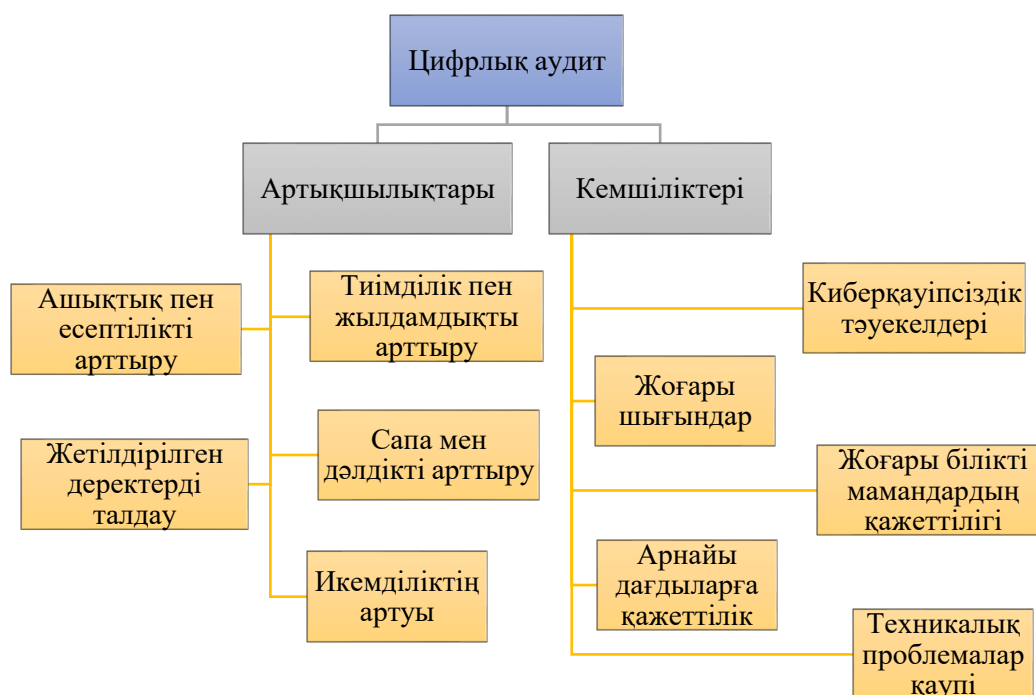 Цифрлық аудит
Артықшылықтары
Кемшіліктері
Ашықтық пен
есептілікті
арттыру
Тиімділік пен
жылдамдықты
арттыру
Жетілдірілген
деректерді
талдау
Сапа мен
дәлдікті арттыру
Икемділіктің
артуы
Киберқауіпсіздік
тәуекелдері
Жоғары
шығындар
Жоғары білікті
мамандардың
қажеттілігі
Арнайы
дағдыларға
қажеттілік
Техникалық
проблемалар
қаупі